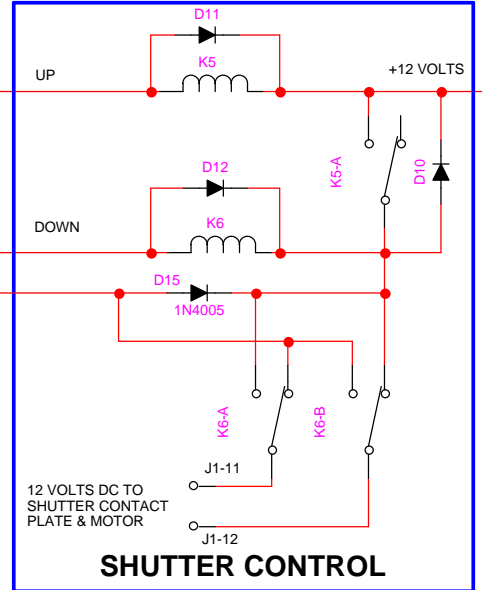 D11
K5
UP
+12 VOLTS
K5-A
D10
D12
K6
DOWN
D15
1N4005
K6-A
K6-B
J1-11
12 VOLTS DC TO
SHUTTER CONTACT
PLATE & MOTOR
J1-12
SHUTTER CONTROL